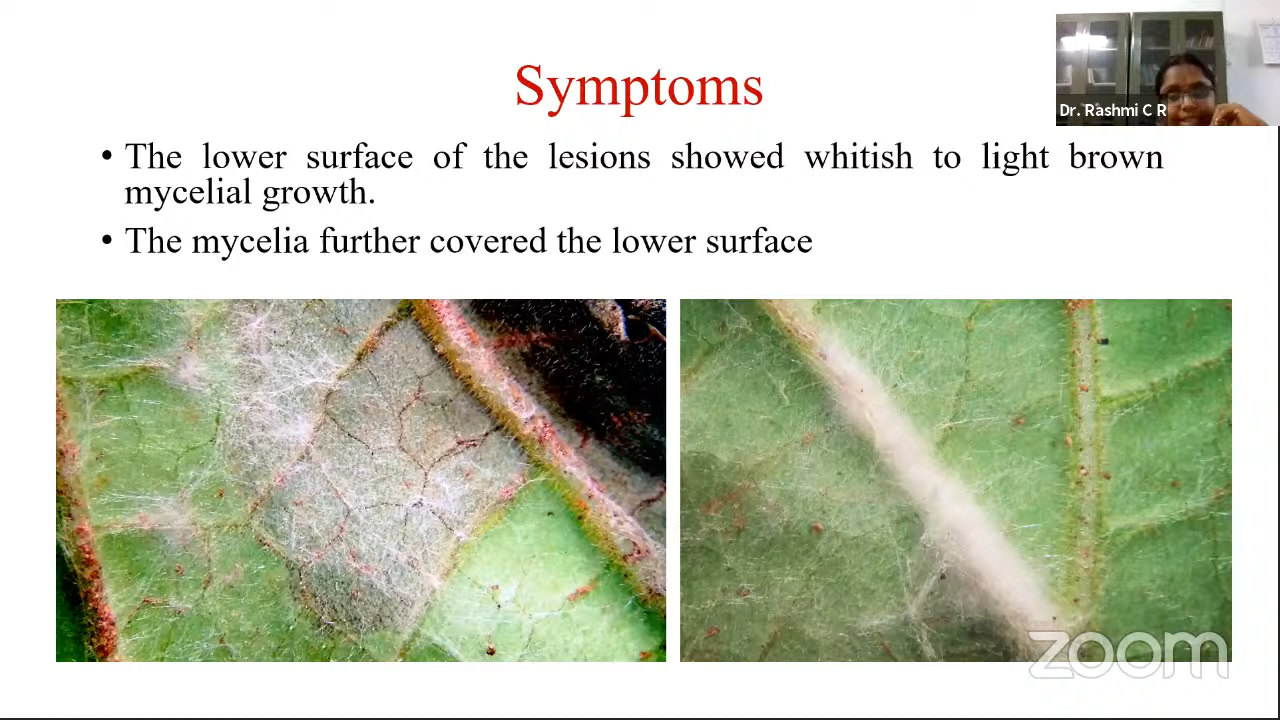 Symptoms
Dr. Rashmi C R
• The lower surface of the lesions showed whitish to light brown
mycelial growth.
• The mycelia further covered the lower surface
zoom